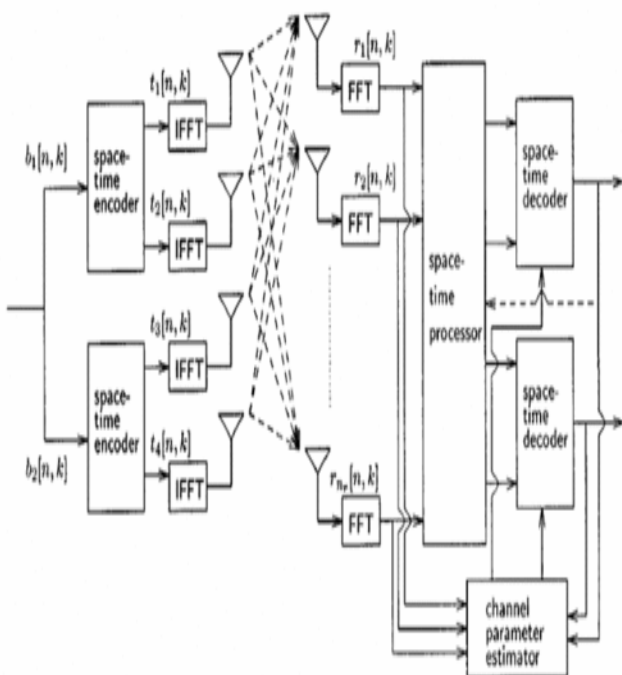 b₁[n, k]
space-
time
encoder
t₁[n, k]
IFFT
t₂[n, k]
IFFT
b₂[n, k]
space-
time
encoder
t₃[n, k]
IFFT
t₄[n, k]
IFFT
r₁[n, k]
FFT
r₂[n, k]
FFT
rₙᵣ[n, k]
FFT
space-
time
processor
space-
time
decoder
space-
time
decoder
channel
parameter
estimator